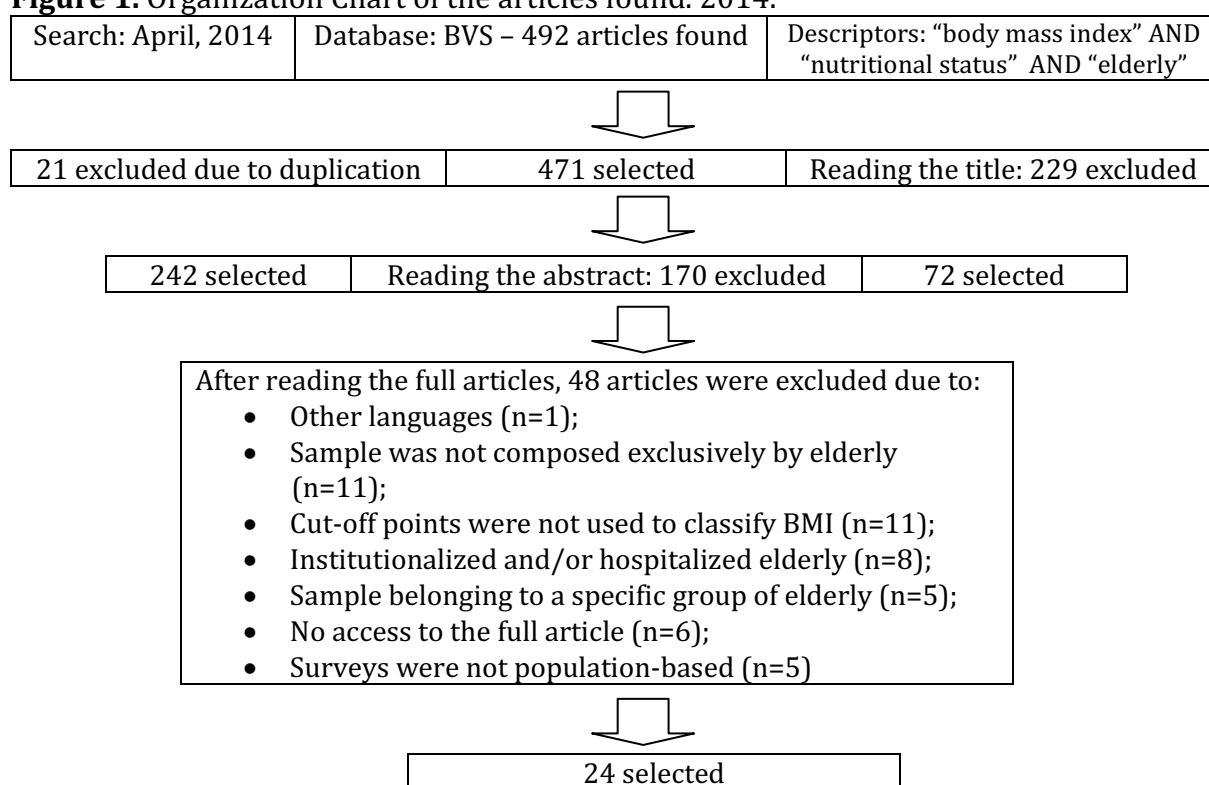 Figure 1. Organization Chart of the articles found. 2014.
Search: April, 2014
Database: BVS – 492 articles found
Descriptors: “body mass index” AND
“nutritional status” AND “elderly”
21 excluded due to duplication
471 selected
Reading the title: 229 excluded
242 selected
Reading the abstract: 170 excluded
72 selected
After reading the full articles, 48 articles were excluded due to:
• Other languages (n=1);
• Sample was not composed exclusively by elderly
(n=11);
• Cut-off points were not used to classify BMI (n=11);
• Institutionalized and/or hospitalized elderly (n=8);
• Sample belonging to a specific group of elderly (n=5);
• No access to the full article (n=6);
• Surveys were not population-based (n=5)
24 selected